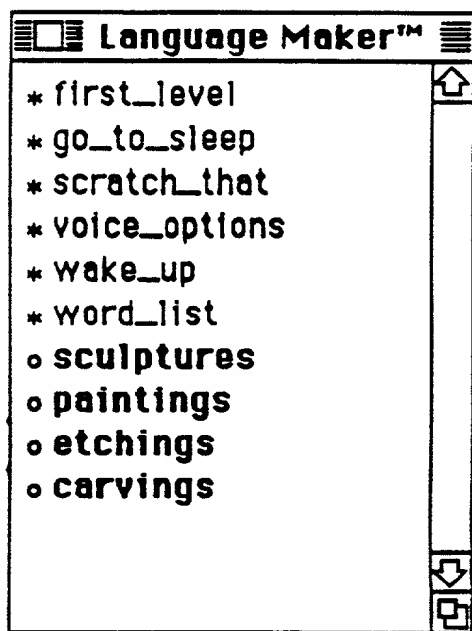 Language Maker™
* first_level
* go_to_sleep
* scratch_that
* voice_options
* wake_up
* word_list
o sculptures
o paintings
o etchings
o carvings